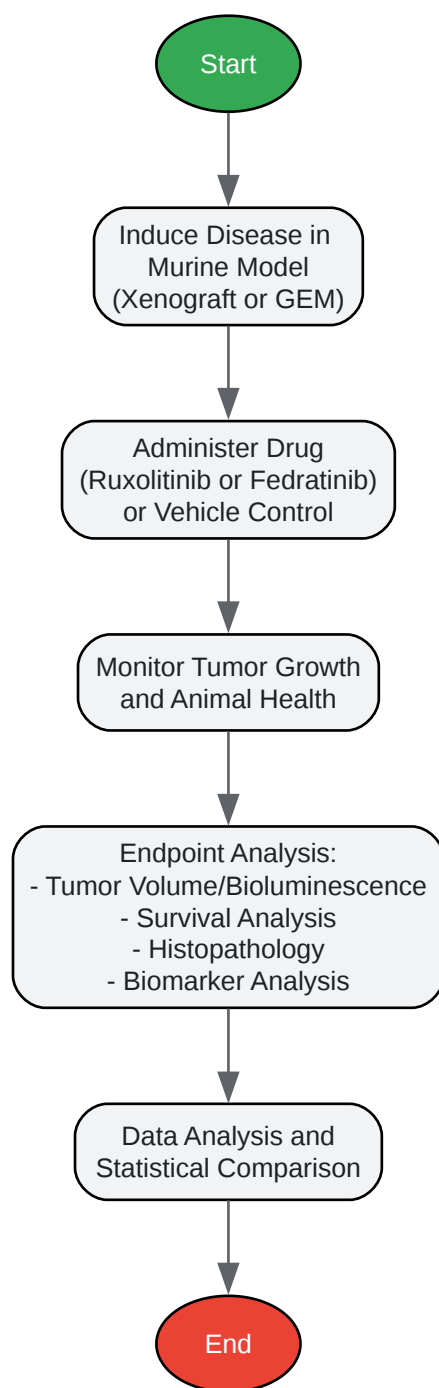 Start
Induce Disease in
Murine Model
(Xenograft or GEM)
Administer Drug
(Ruxolitinib or Fedratinib)
or Vehicle Control
Monitor Tumor Growth
and Animal Health
Endpoint Analysis:
- Tumor Volume/Bioluminescence
- Survival Analysis
- Histopathology
- Biomarker Analysis
Data Analysis and
Statistical Comparison
End